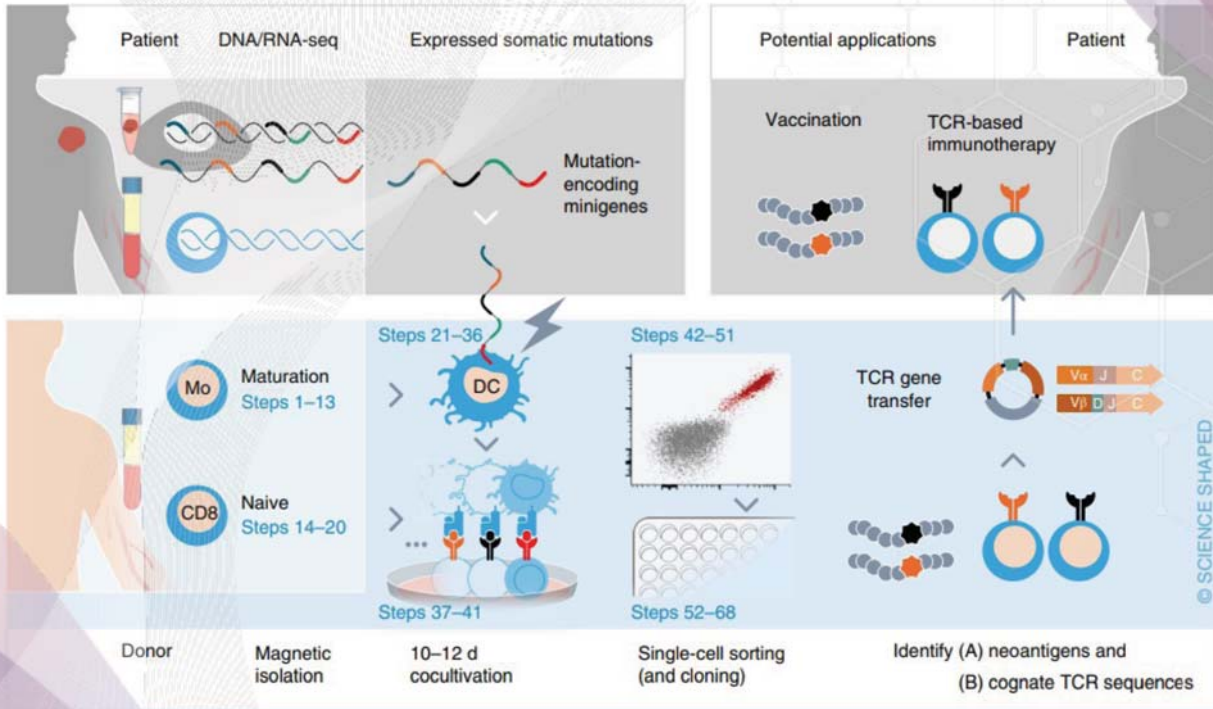 Patient
DNA/RNA-seq
Expressed somatic mutations
Mutation-
encoding
minigenes
Potential applications
Patient
Vaccination
TCR-based
immunotherapy
Mo
Maturation
Steps 1–13
CD8
Naive
Steps 14–20
Steps 21–36
DC
...
Steps 37–41
Steps 42–51
Steps 52–68
TCR gene
transfer
Vα J C
Vβ D J C
Donor
Magnetic
isolation
10–12 d
cocultivation
Single-cell sorting
(and cloning)
Identify (A) neoantigens and
(B) cognate TCR sequences
© SCIENCE SHAPED